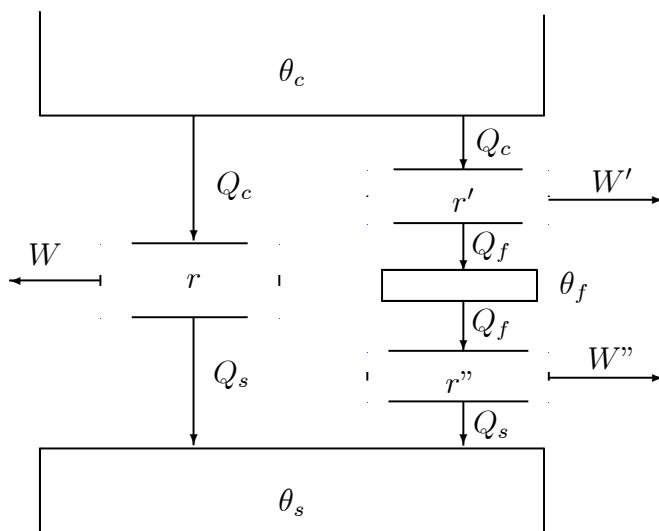 θ_c
Q_c
Q_c
W'
r'
W
Q_f
r
θ_f
Q_f
W”
Q_s
r”
Q_s
θ_s